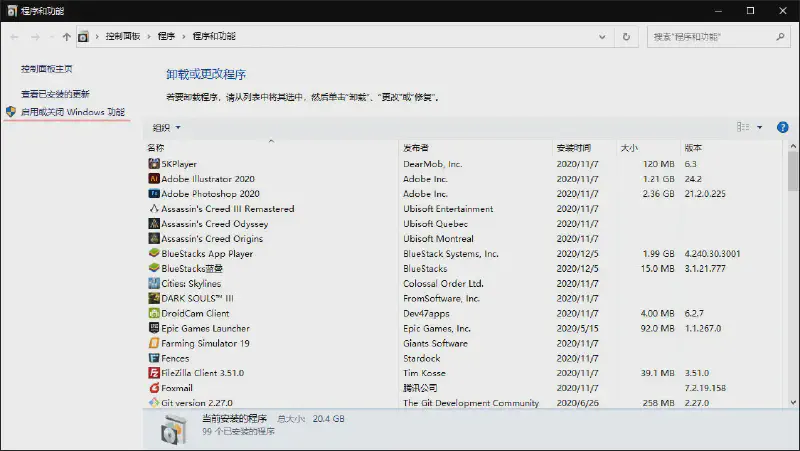 程序和功能
控制面板 › 程序 › 程序和功能
搜索"程序和功能"
控制面板主页
查看已安装的更新
启用或关闭 Windows 功能
卸载或更改程序
若要卸载程序，请从列表中将其选中，然后单击"卸载"、"更改"或"修复"。
组织
名称 发布者 安装时间 大小 版本
5KPlayer DearMob, Inc. 2020/11/7 120 MB 6.3
Adobe Illustrator 2020 Adobe Inc. 2020/11/7 1.21 GB 24.2
Adobe Photoshop 2020 Adobe Inc. 2020/11/7 2.36 GB 21.2.0.225
Assassin's Creed III Remastered Ubisoft Entertainment 2020/11/7
Assassin's Creed Odyssey Ubisoft Quebec 2020/11/7
Assassin's Creed Origins Ubisoft Montreal 2020/11/7
BlueStacks App Player BlueStack Systems, Inc. 2020/12/5 1.99 GB 4.240.30.3001
BlueStacks蓝叠 BlueStacks 2020/12/5 15.0 MB 3.1.21.777
Cities: Skylines Colossal Order Ltd. 2020/11/7
DARK SOULS™ III FromSoftware, Inc. 2020/11/7
DroidCam Client Dev47apps 2020/11/7 4.00 MB 6.2.7
Epic Games Launcher Epic Games, Inc. 2020/5/15 92.0 MB 1.1.267.0
Farming Simulator 19 Giants Software 2020/11/7
Fences Stardock 2020/11/7
FileZilla Client 3.51.0 Tim Kosse 2020/11/7 39.1 MB 3.51.0
Foxmail 腾讯公司 2020/11/7 7.2.19.158
Git version 2.27.0 The Git Development Community 2020/6/26 258 MB 2.27.0
当前安装的程序 总大小: 20.4 GB
99 个已安装的程序